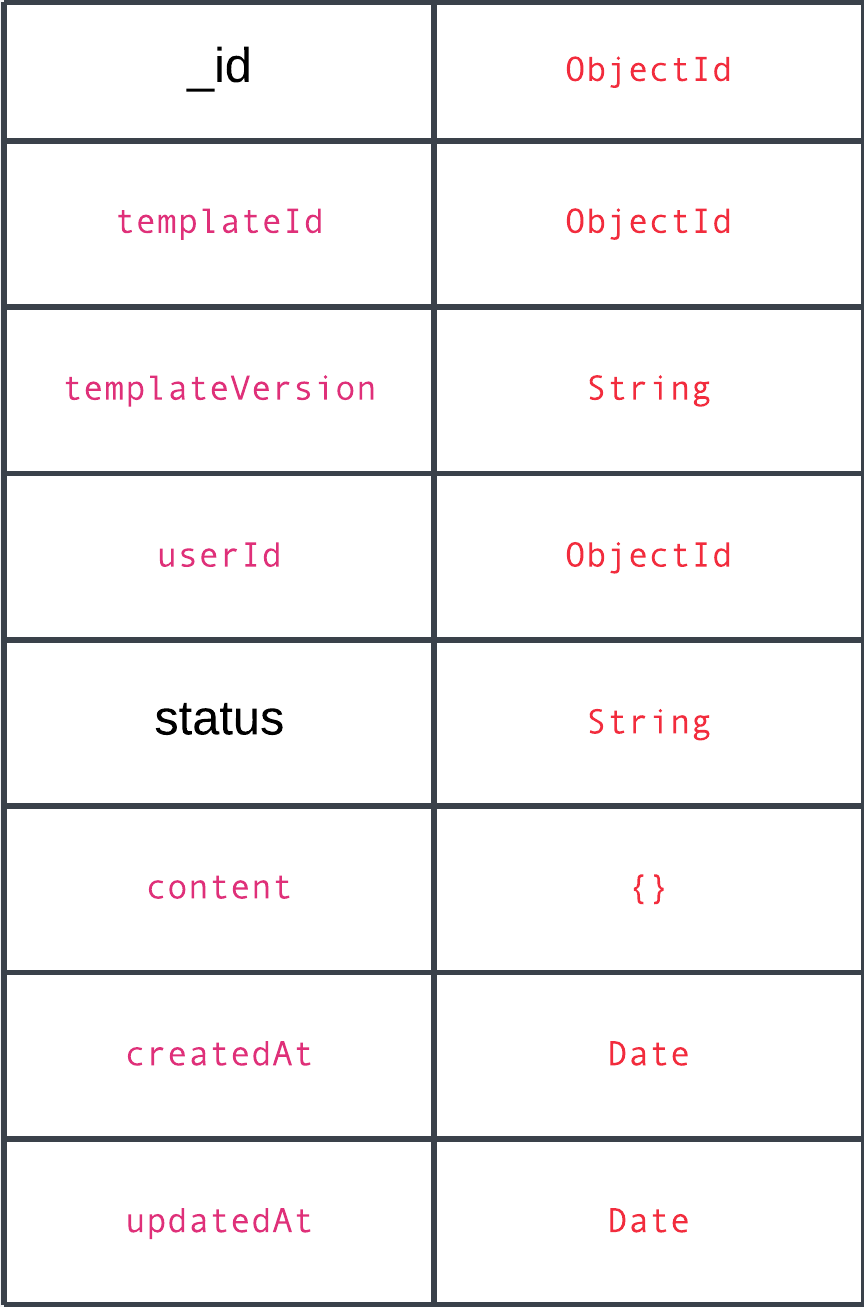 _id
ObjectId
templateId
ObjectId
templateVersion
String
userId
ObjectId
status
String
content
{}
createdAt
Date
updatedAt
Date